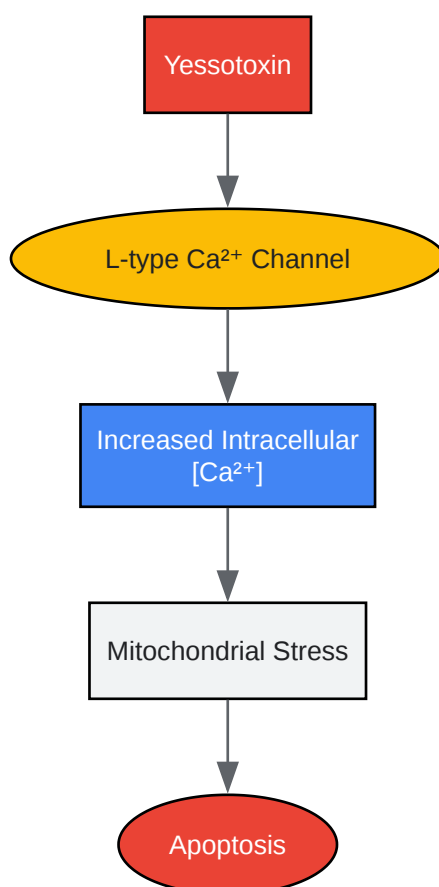 Yessotoxin
L-type Ca²⁺ Channel
Increased Intracellular
[Ca²⁺]
Mitochondrial Stress
Apoptosis